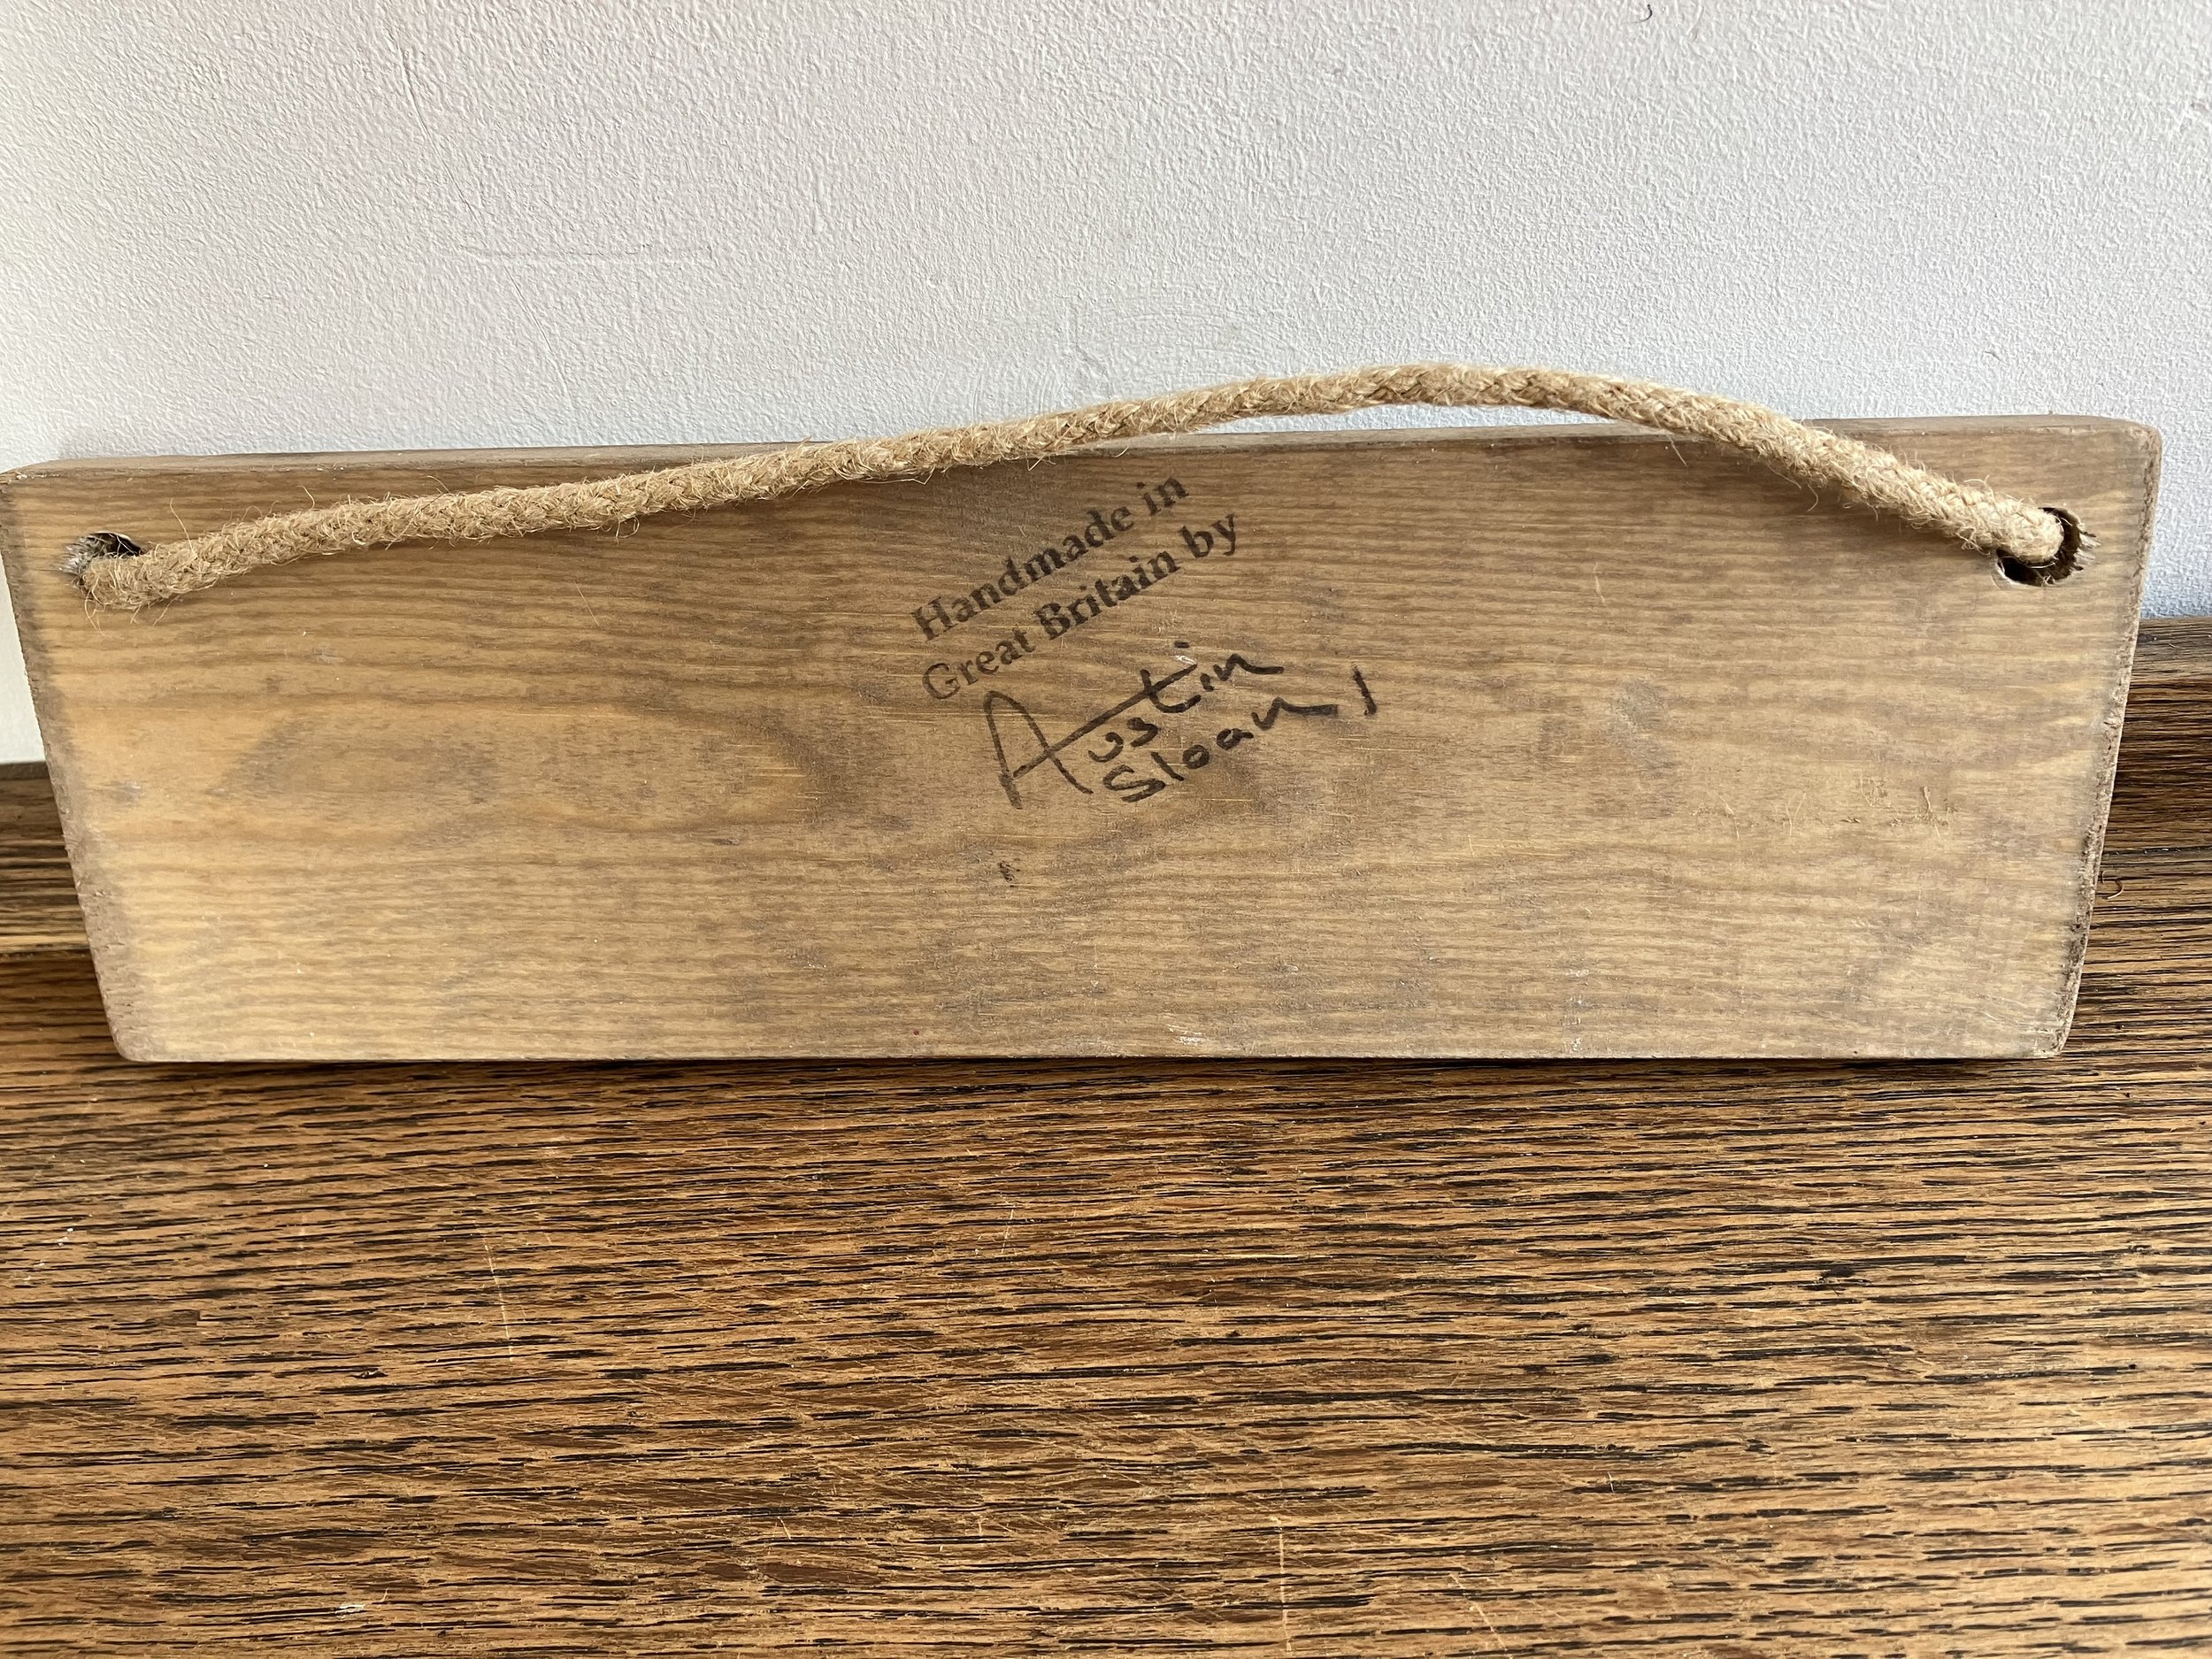 Handmade in
Great Britain by
Austin
Sloan